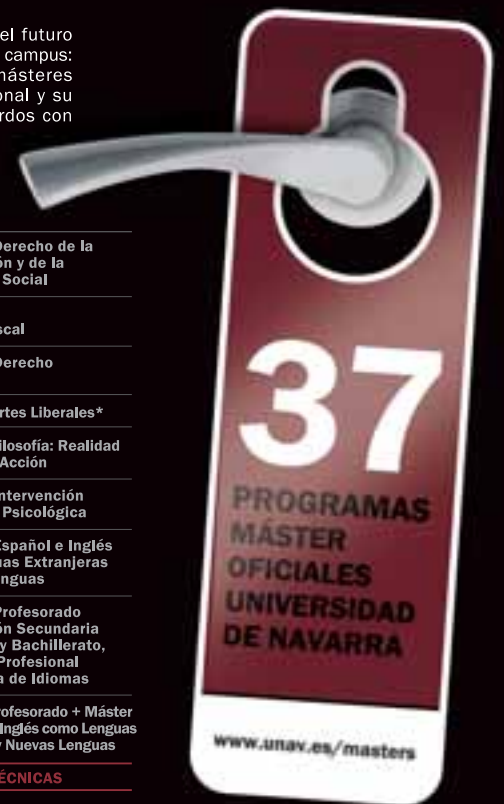 el futuro
campus:
másteres
onal y su
rdos con
Derecho de la
ón y de la
Social
scal
Derecho
rtes Liberales*
ilosofía: Realidad
Acción
ntervención
Psicológica
Español e Inglés
uas Extranjeras
enguas
Profesorado
ón Secundaria
y Bachillerato,
Profesional
a de Idiomas
rofesorado + Máster
Inglés como Lenguas
y Nuevas Lenguas
ÉCNICAS
37
PROGRAMAS
MÁSTER
OFICIALES
UNIVERSIDAD
DE NAVARRA
www.unav.es/masters